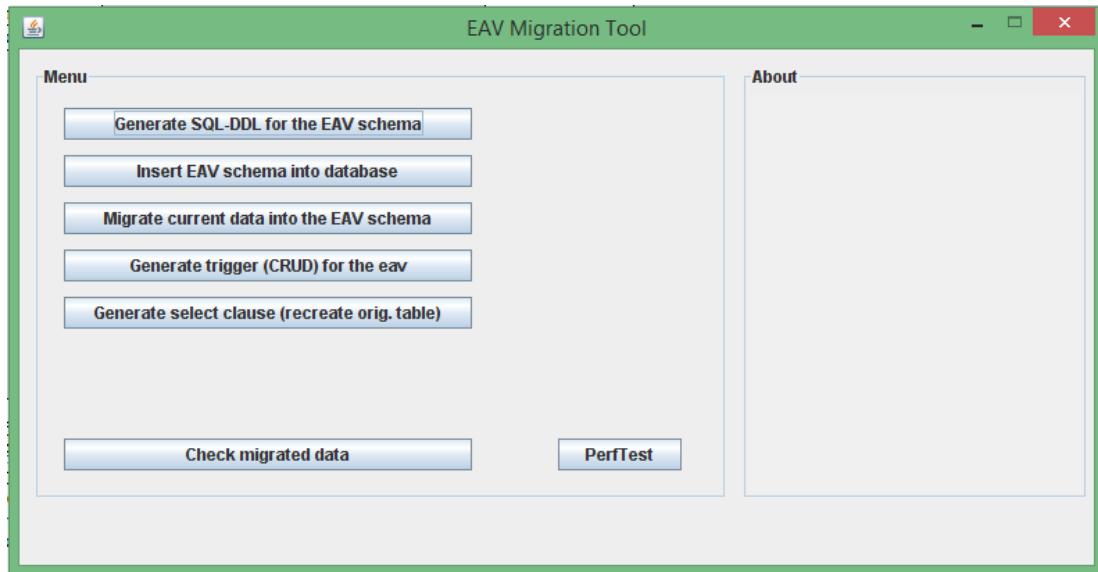 EAV Migration Tool
Menu
About
Generate SQL-DDL for the EAV schema
Insert EAV schema into database
Migrate current data into the EAV schema
Generate trigger (CRUD) for the eav
Generate select clause (recreate orig. table)
Check migrated data
PerfTest